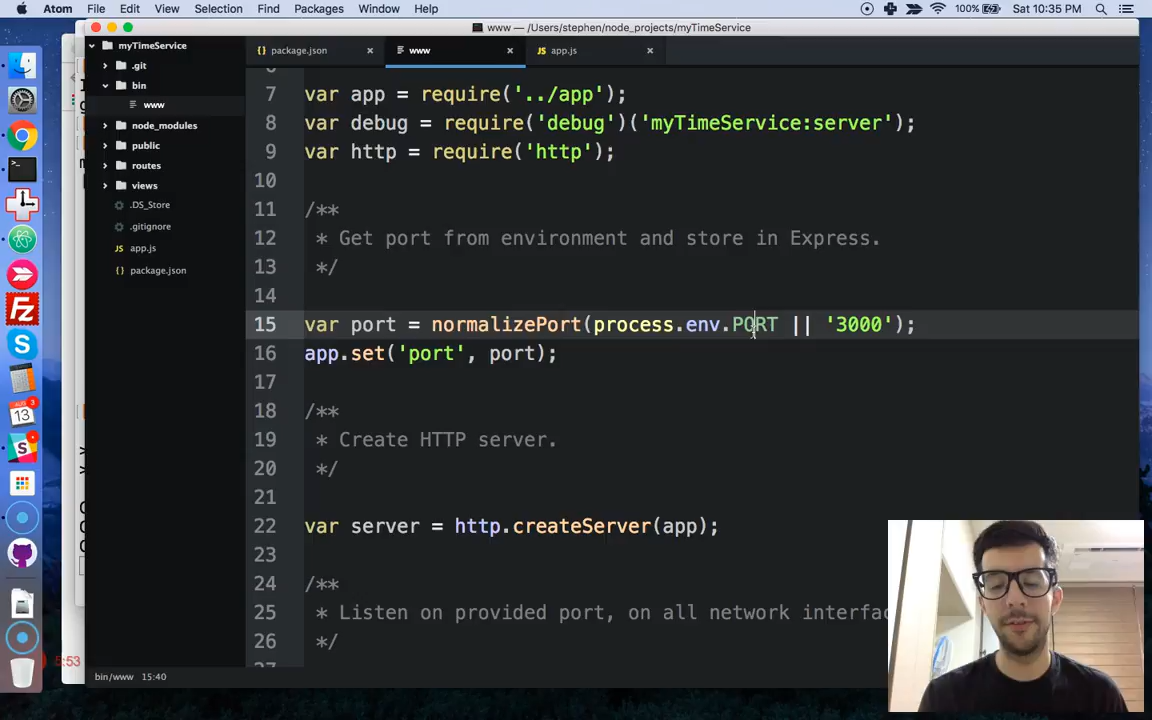 Atom File Edit View Selection Find Packages Window Help
100% Sat 10:35 PM
www — /Users/stephen/node_projects/myTimeService
myTimeService
.git
bin
www
node_modules
public
routes
views
.DS_Store
.gitignore
app.js
package.json
package.json
www
app.js
7 var app = require('../app');
8 var debug = require('debug')('myTimeService:server');
9 var http = require('http');
10
11 /**
12 * Get port from environment and store in Express.
13 */
14
15 var port = normalizePort(process.env.PORT || '3000');
16 app.set('port', port);
17
18 /**
19 * Create HTTP server.
20 */
21
22 var server = http.createServer(app);
23
24 /**
25 * Listen on provided port, on all network interfac
26 */
13
3
5:53
bin/www 15:40